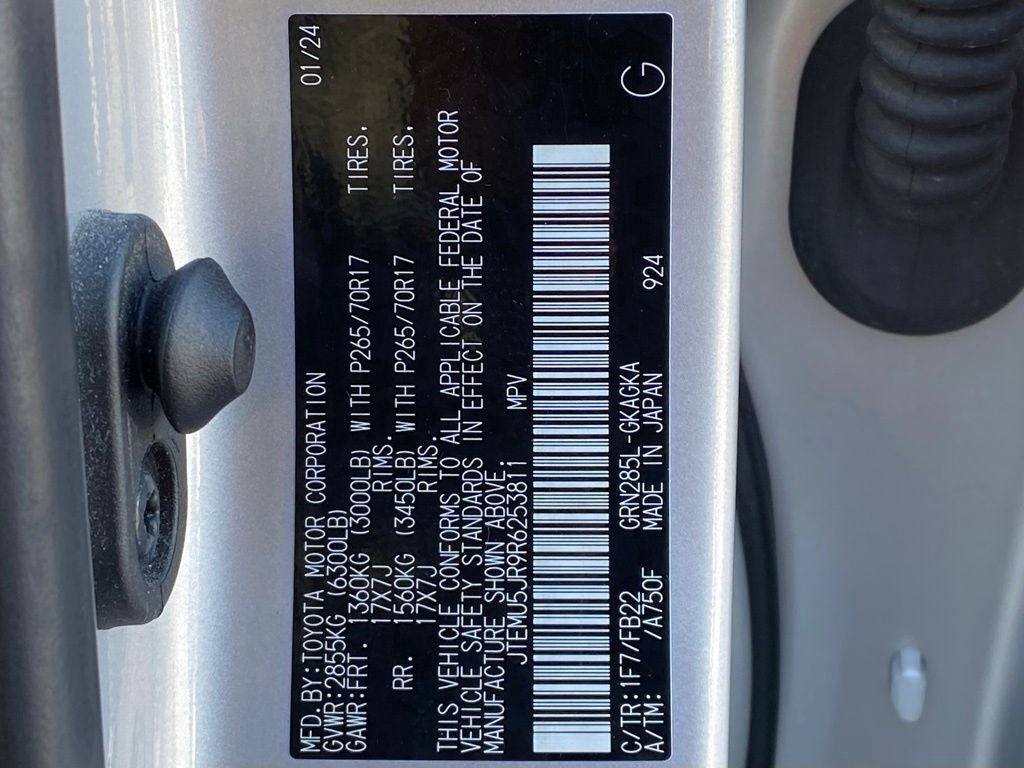 MFD.BY:TOYOTA MOTOR CORPORATION 01/24
GVWR:2855KG (6300LB)
GAWR:FRT. 1360KG (3000LB) WITH P265/70R17 TIRES,
17X7J RIMS.
RR. 1560KG (3450LB) WITH P265/70R17 TIRES,
17X7J RIMS.
THIS VEHICLE CONFORMS TO ALL APPLICABLE FEDERAL MOTOR
VEHICLE SAFETY STANDARDS IN EFFECT ON THE DATE OF
MANUFACTURE SHOWN ABOVE.
JTEMU5JR9R6253811 MPV
C/TR:1F7/FB22 GRN285L-GKAGKA G
A/TM: /A750F MADE IN JAPAN 924